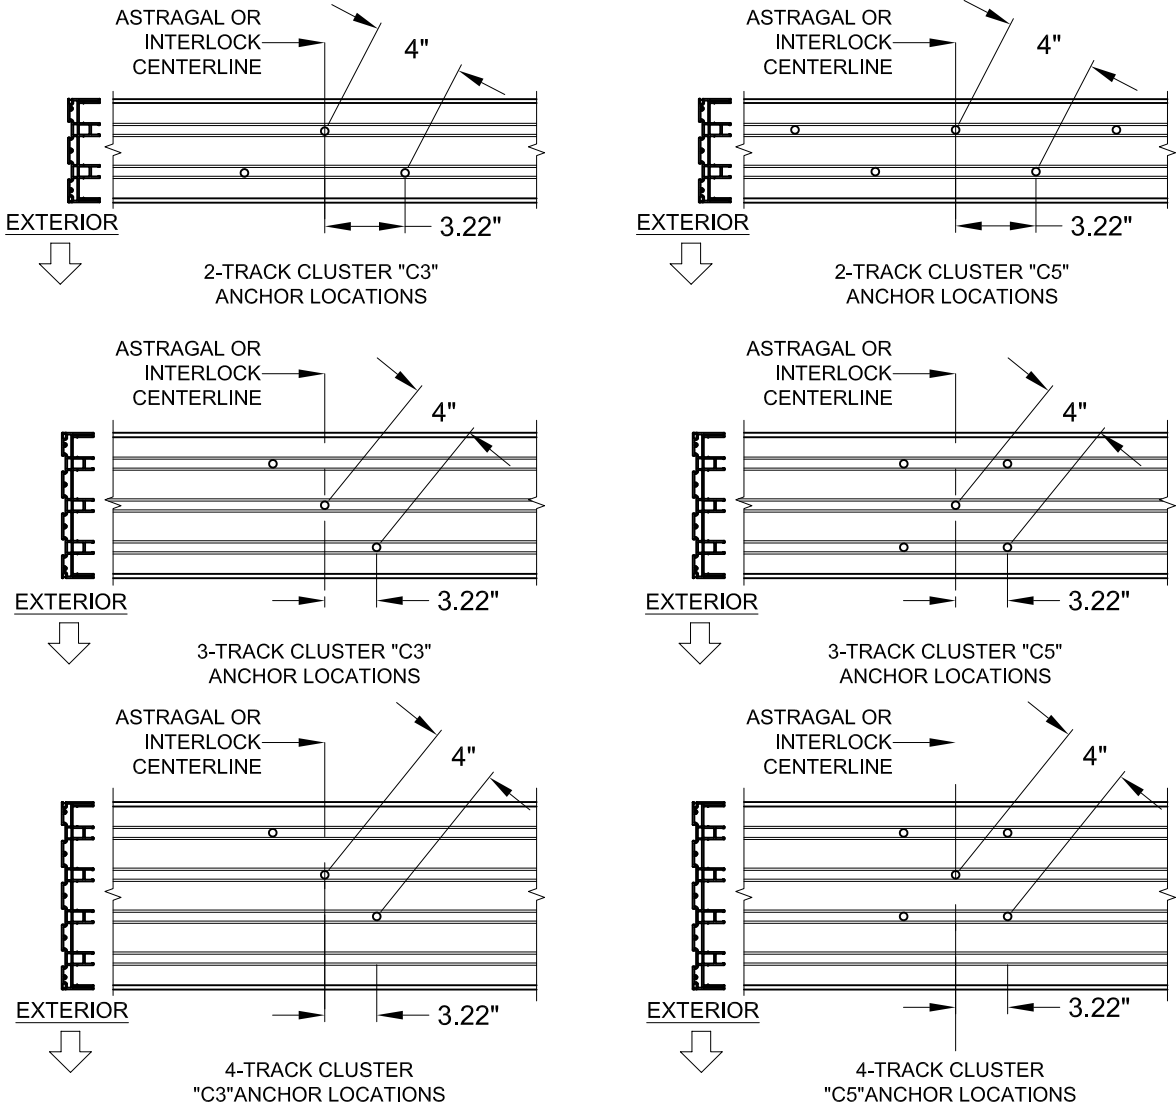 ASTRAGAL OR
INTERLOCK
CENTERLINE
4"
EXTERIOR
3.22"
2-TRACK CLUSTER "C3"
ANCHOR LOCATIONS
ASTRAGAL OR
INTERLOCK
CENTERLINE
4"
EXTERIOR
3.22"
2-TRACK CLUSTER "C5"
ANCHOR LOCATIONS
ASTRAGAL OR
INTERLOCK
CENTERLINE
4"
EXTERIOR
3.22"
3-TRACK CLUSTER "C3"
ANCHOR LOCATIONS
ASTRAGAL OR
INTERLOCK
CENTERLINE
4"
EXTERIOR
3.22"
3-TRACK CLUSTER "C5"
ANCHOR LOCATIONS
ASTRAGAL OR
INTERLOCK
CENTERLINE
4"
EXTERIOR
3.22"
4-TRACK CLUSTER
"C3"ANCHOR LOCATIONS
ASTRAGAL OR
INTERLOCK
CENTERLINE
4"
EXTERIOR
3.22"
4-TRACK CLUSTER
"C5"ANCHOR LOCATIONS